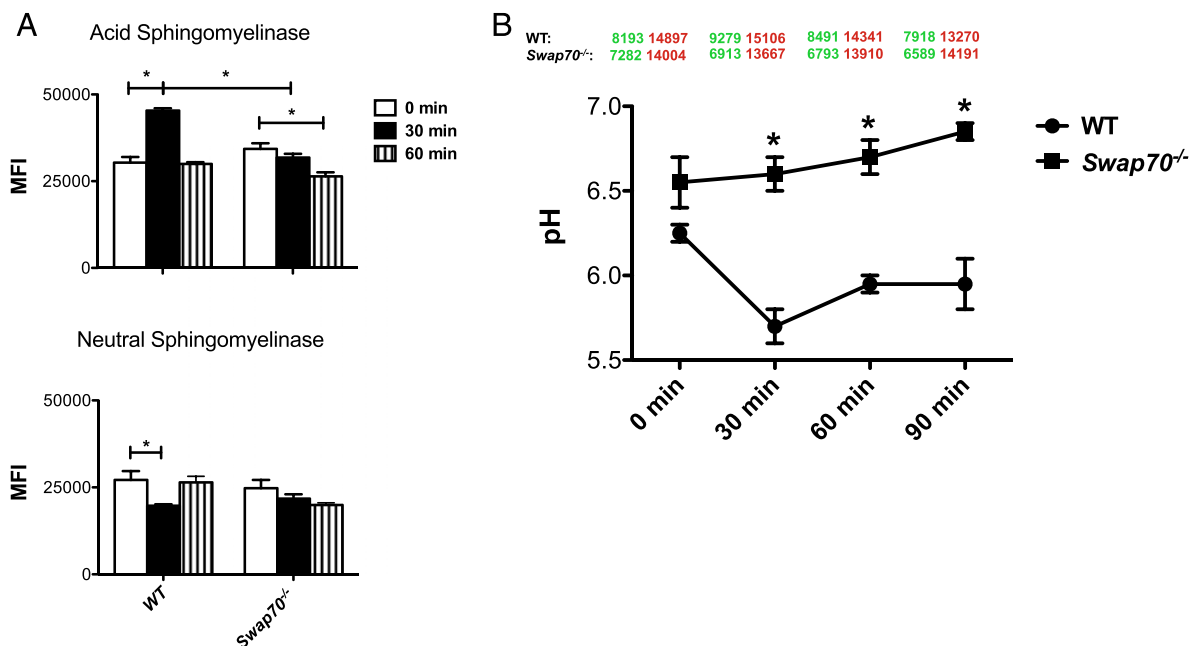 A
Acid Sphingomyelinase
*
*
*
50000
25000
0
MFI
0 min
30 min
60 min
Neutral Sphingomyelinase
*
50000
25000
0
MFI
WT
Swap70-/-
B
WT: 8193 14897 9279 15106 8491 14341 7918 13270
Swap70-/-: 7282 14004 6913 13667 6793 13910 6589 14191
7.0
6.5
6.0
5.5
pH
*
*
*
0 min
30 min
60 min
90 min
WT
Swap70-/-